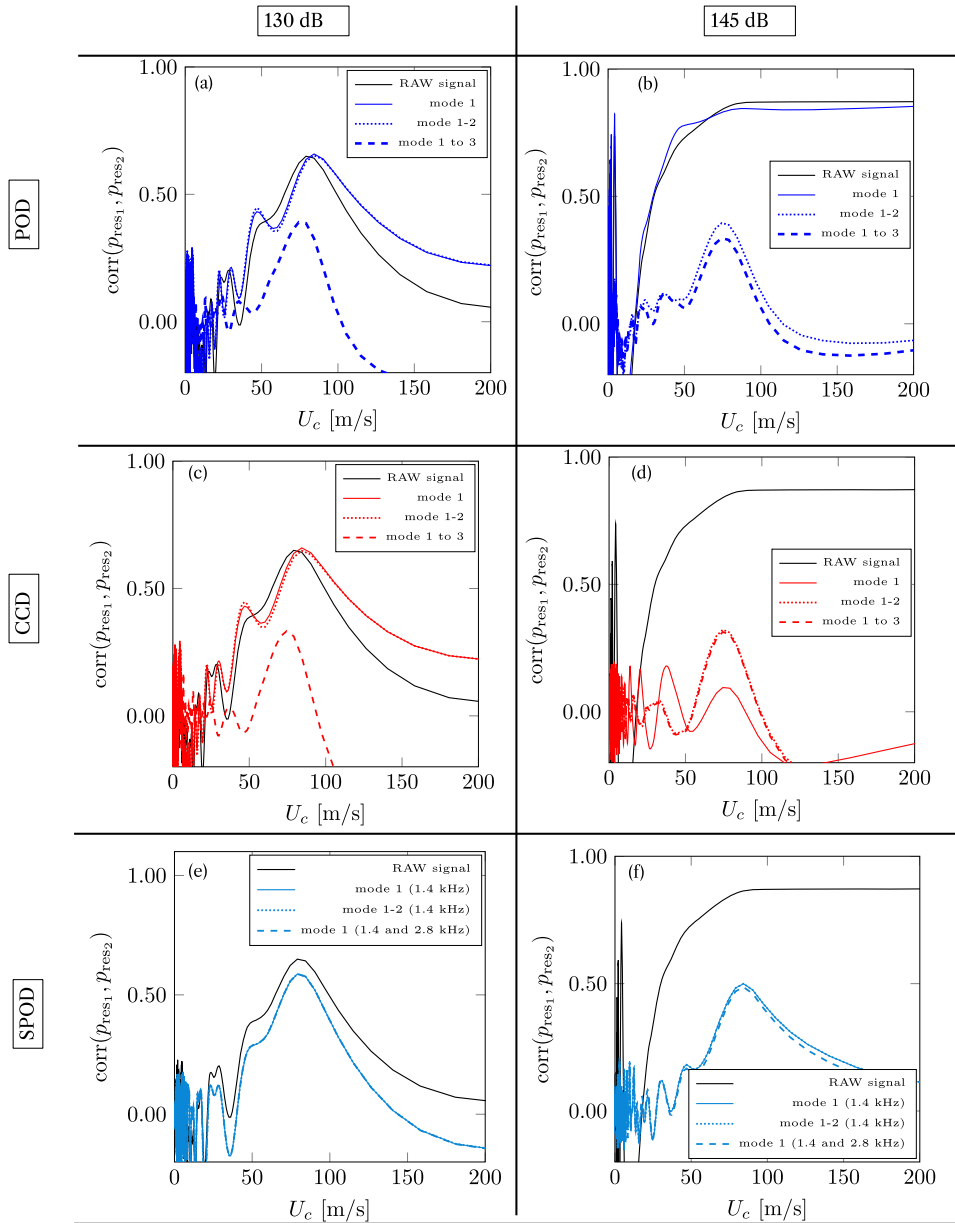 130 dB
145 dB
POD
(a)
RAW signal
mode 1
mode 1-2
mode 1 to 3
1.00
0.50
0.00
corr(p_res1, p_res2)
0
50
100
150
200
U_c [m/s]
(b)
RAW signal
mode 1
mode 1-2
mode 1 to 3
1.00
0.50
0.00
corr(p_res1, p_res2)
0
50
100
150
200
U_c [m/s]
CCD
(c)
RAW signal
mode 1
mode 1-2
mode 1 to 3
1.00
0.50
0.00
corr(p_res1, p_res2)
0
50
100
150
200
U_c [m/s]
(d)
RAW signal
mode 1
mode 1-2
mode 1 to 3
1.00
0.50
0.00
corr(p_res1, p_res2)
0
50
100
150
200
U_c [m/s]
SPOD
(e)
RAW signal
mode 1 (1.4 kHz)
mode 1-2 (1.4 kHz)
mode 1 (1.4 and 2.8 kHz)
1.00
0.50
0.00
corr(p_res1, p_res2)
0
50
100
150
200
U_c [m/s]
(f)
RAW signal
mode 1 (1.4 kHz)
mode 1-2 (1.4 kHz)
mode 1 (1.4 and 2.8 kHz)
1.00
0.50
0.00
corr(p_res1, p_res2)
0
50
100
150
200
U_c [m/s]